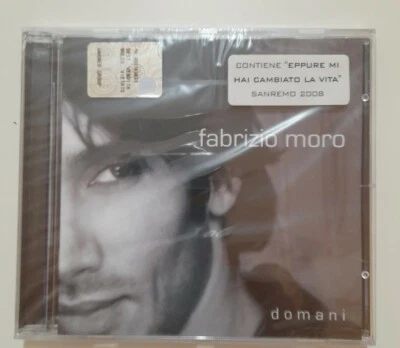 CONTIENE "EPPURE MI
HAI CAMBIATO LA VITA"
SANREMO 2008
fabrizio moro
domani